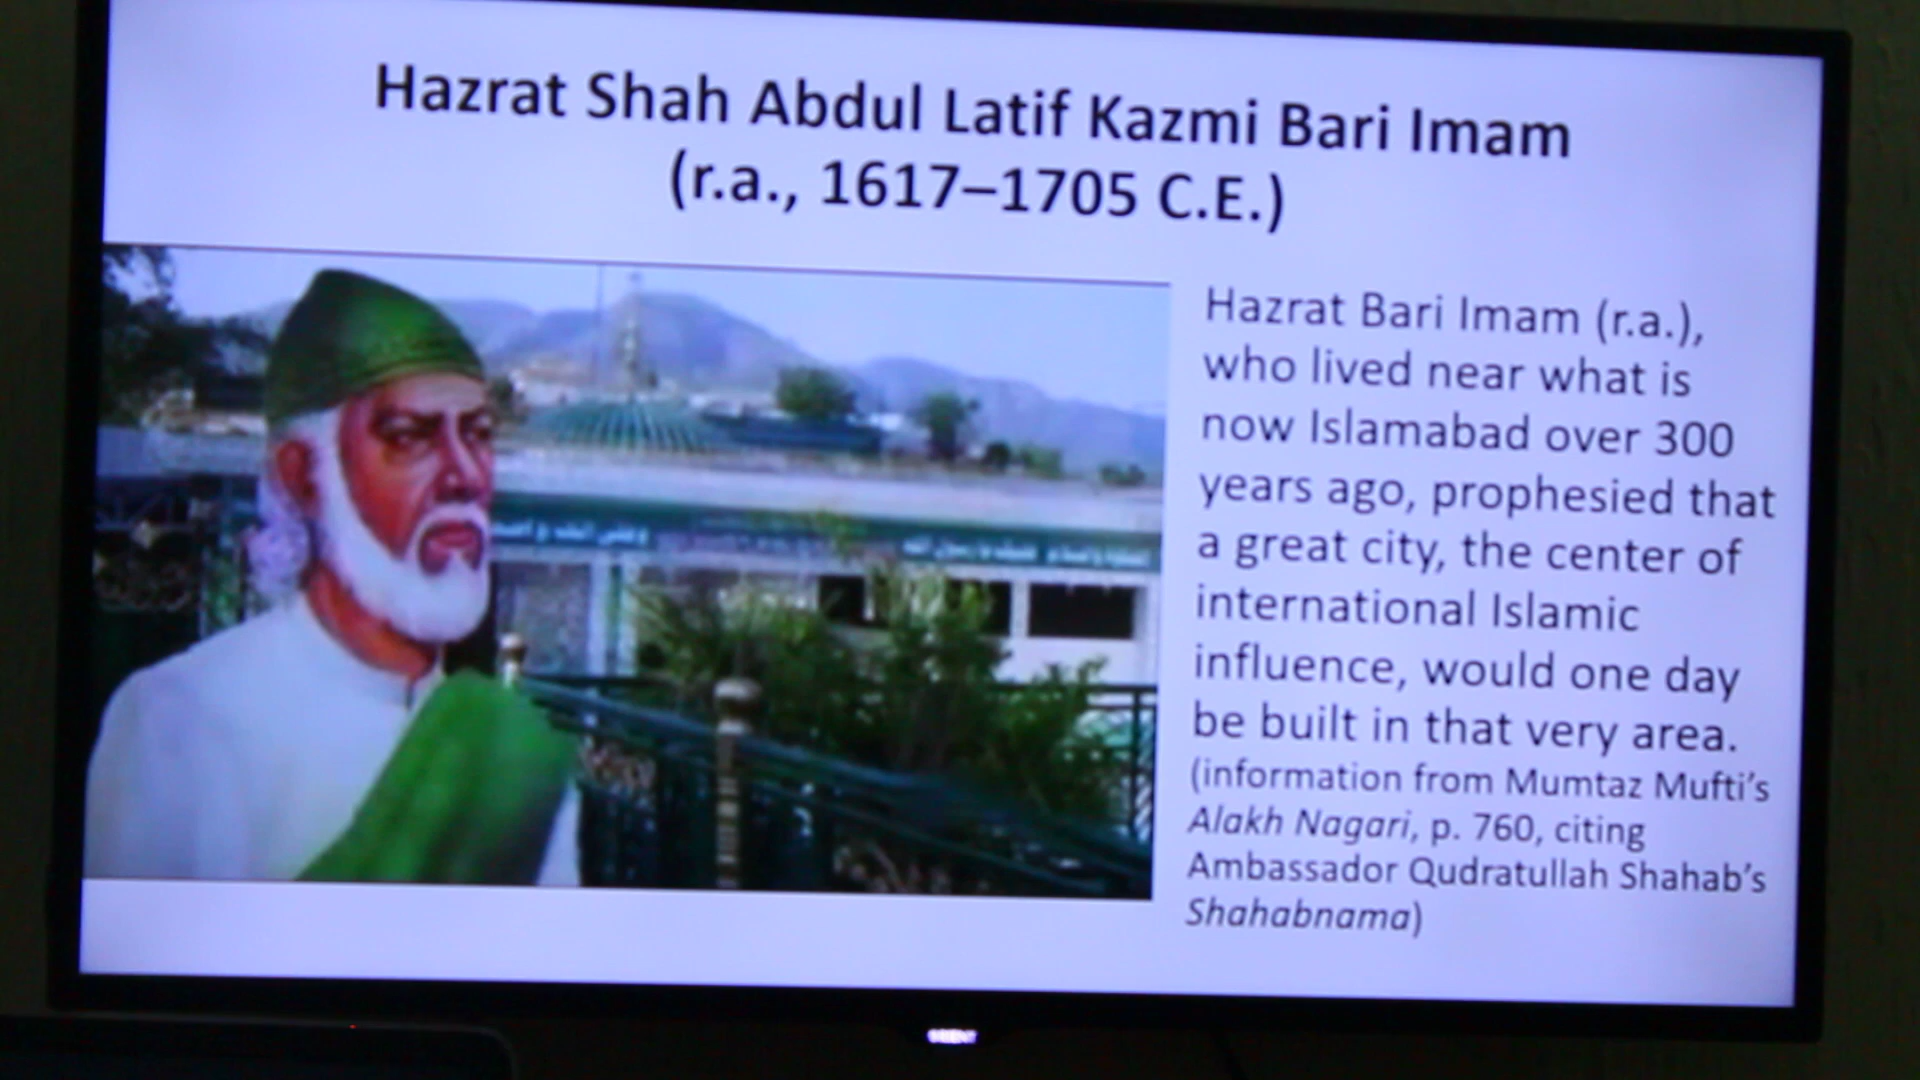 Hazrat Shah Abdul Latif Kazmi Bari Imam
(r.a., 1617–1705 C.E.)
Hazrat Bari Imam (r.a.),
who lived near what is
now Islamabad over 300
years ago, prophesied that
a great city, the center of
international Islamic
influence, would one day
be built in that very area.
(information from Mumtaz Mufti’s
Alakh Nagari, p. 760, citing
Ambassador Qudratullah Shahab’s
Shahabnama)